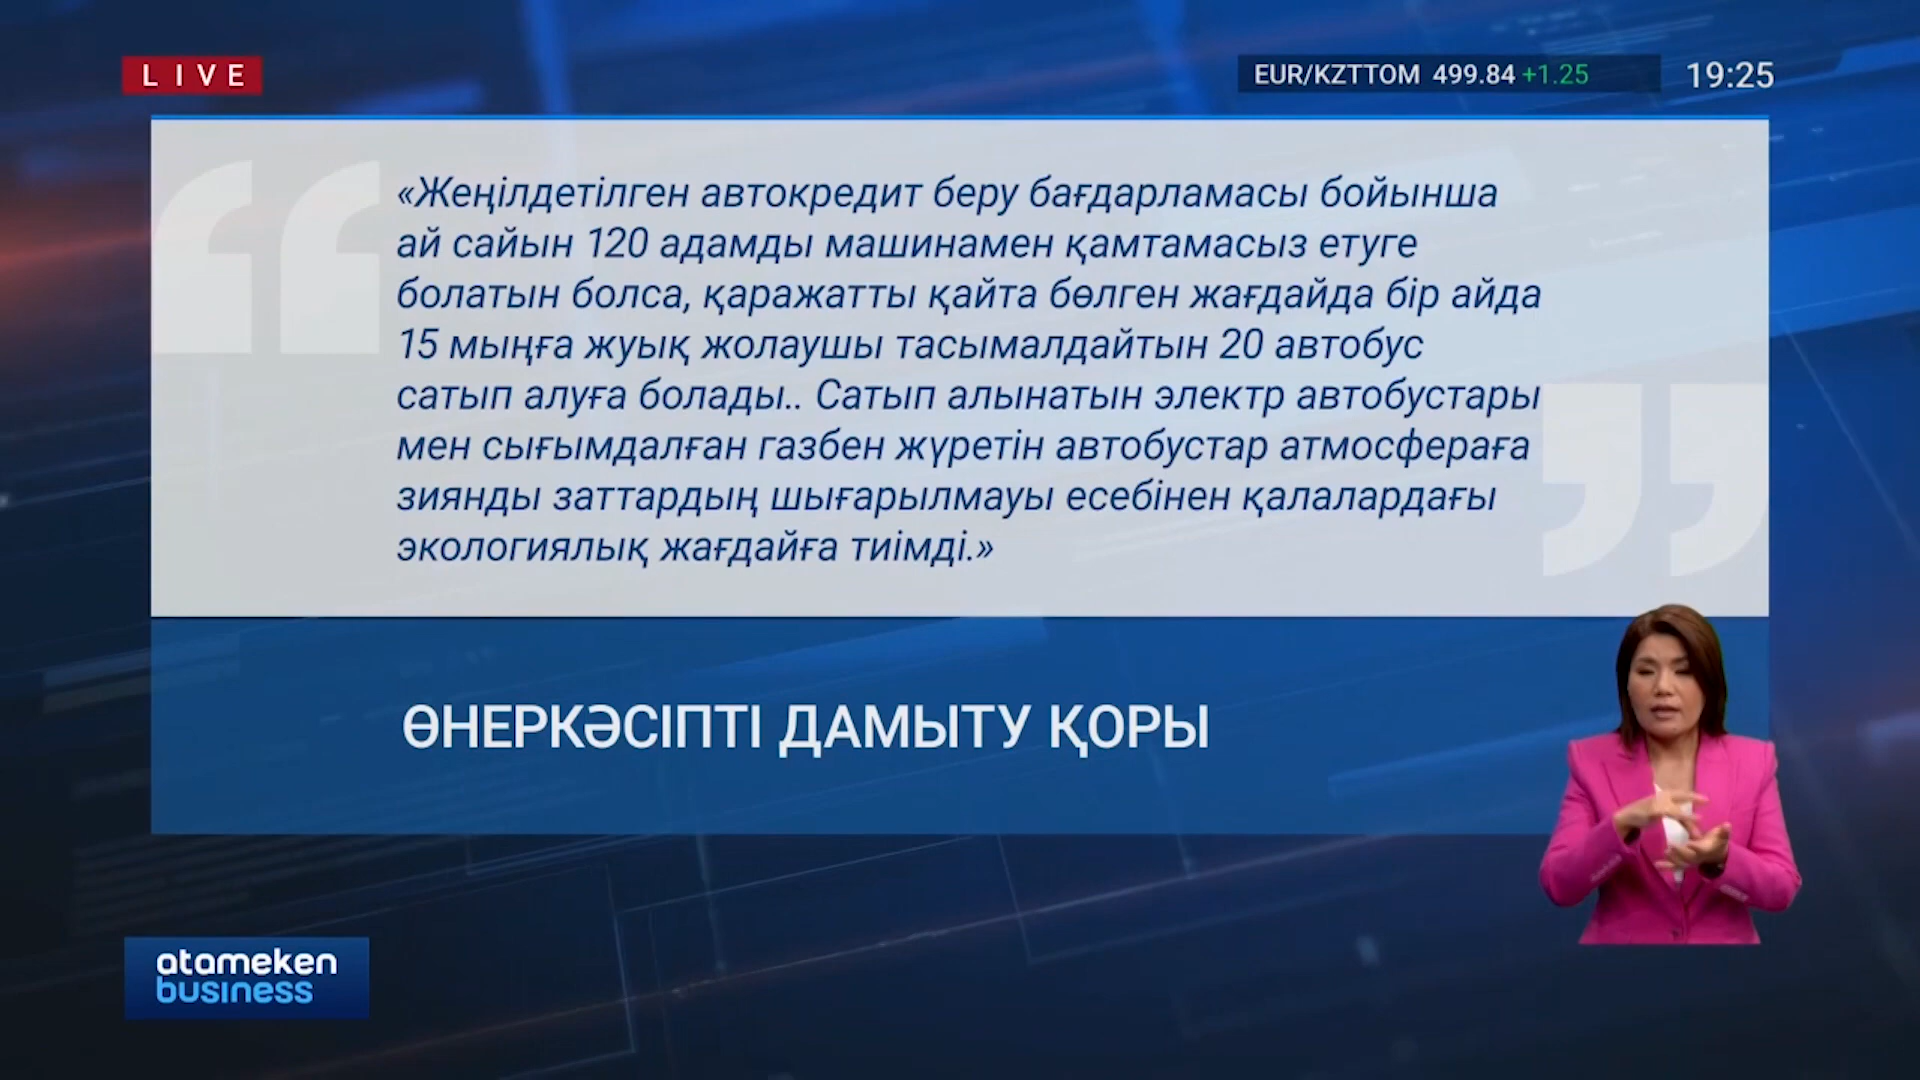 LIVE
EUR/KZTTOM 499.84 +1.25
19:25
«Жеңілдетілген автокредит беру бағдарламасы бойынша
ай сайын 120 адамды машинамен қамтамасыз етуге
болатын болса, қаражатты қайта бөлген жағдайда бір айда
15 мыңға жуық жолаушы тасымалдайтын 20 автобус
сатып алуға болады.. Сатып алынатын электр автобустары
мен сығымдалған газбен жүретін автобустар атмосфераға
зиянды заттардың шығарылмауы есебінен қалалардағы
экологиялық жағдайға тиімді.»
ӨНЕРКӘСІПТІ ДАМЫТУ ҚОРЫ
atameken
business